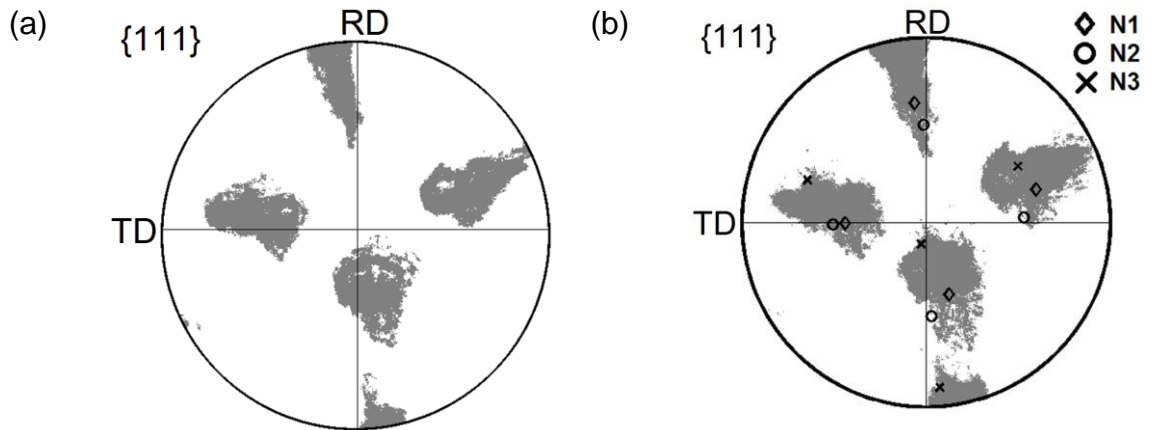 (a)
{111}
RD
TD
(b)
{111}
RD
TD
N1
N2
N3